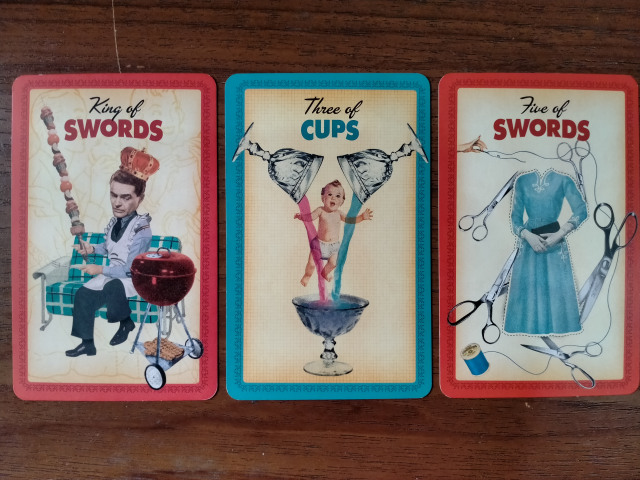 King of
SWORDS
Three of
CUPS
Five of
SWORDS